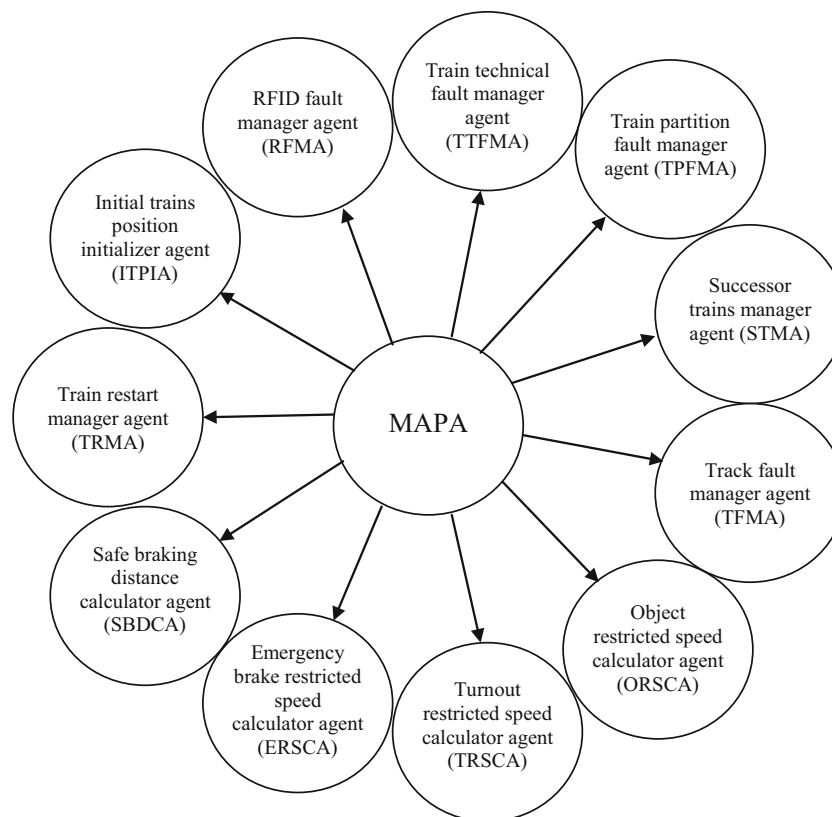 Train technical
fault manager
agent
(TTFMA)
RFID fault
manager agent
(RFMA)
Train partition
fault manager
agent (TPFMA)
Initial trains
position
initializer agent
(ITPIA)
Successor
trains manager
agent (STMA)
Train restart
manager agent
(TRMA)
MAPA
Track fault
manager agent
(TFMA)
Safe braking
distance
calculator agent
(SBDCA)
Object
restricted speed
calculator agent
(ORSCA)
Emergency
brake restricted
speed
calculator agent
(ERSCA)
Turnout
restricted speed
calculator agent
(TRSCA)